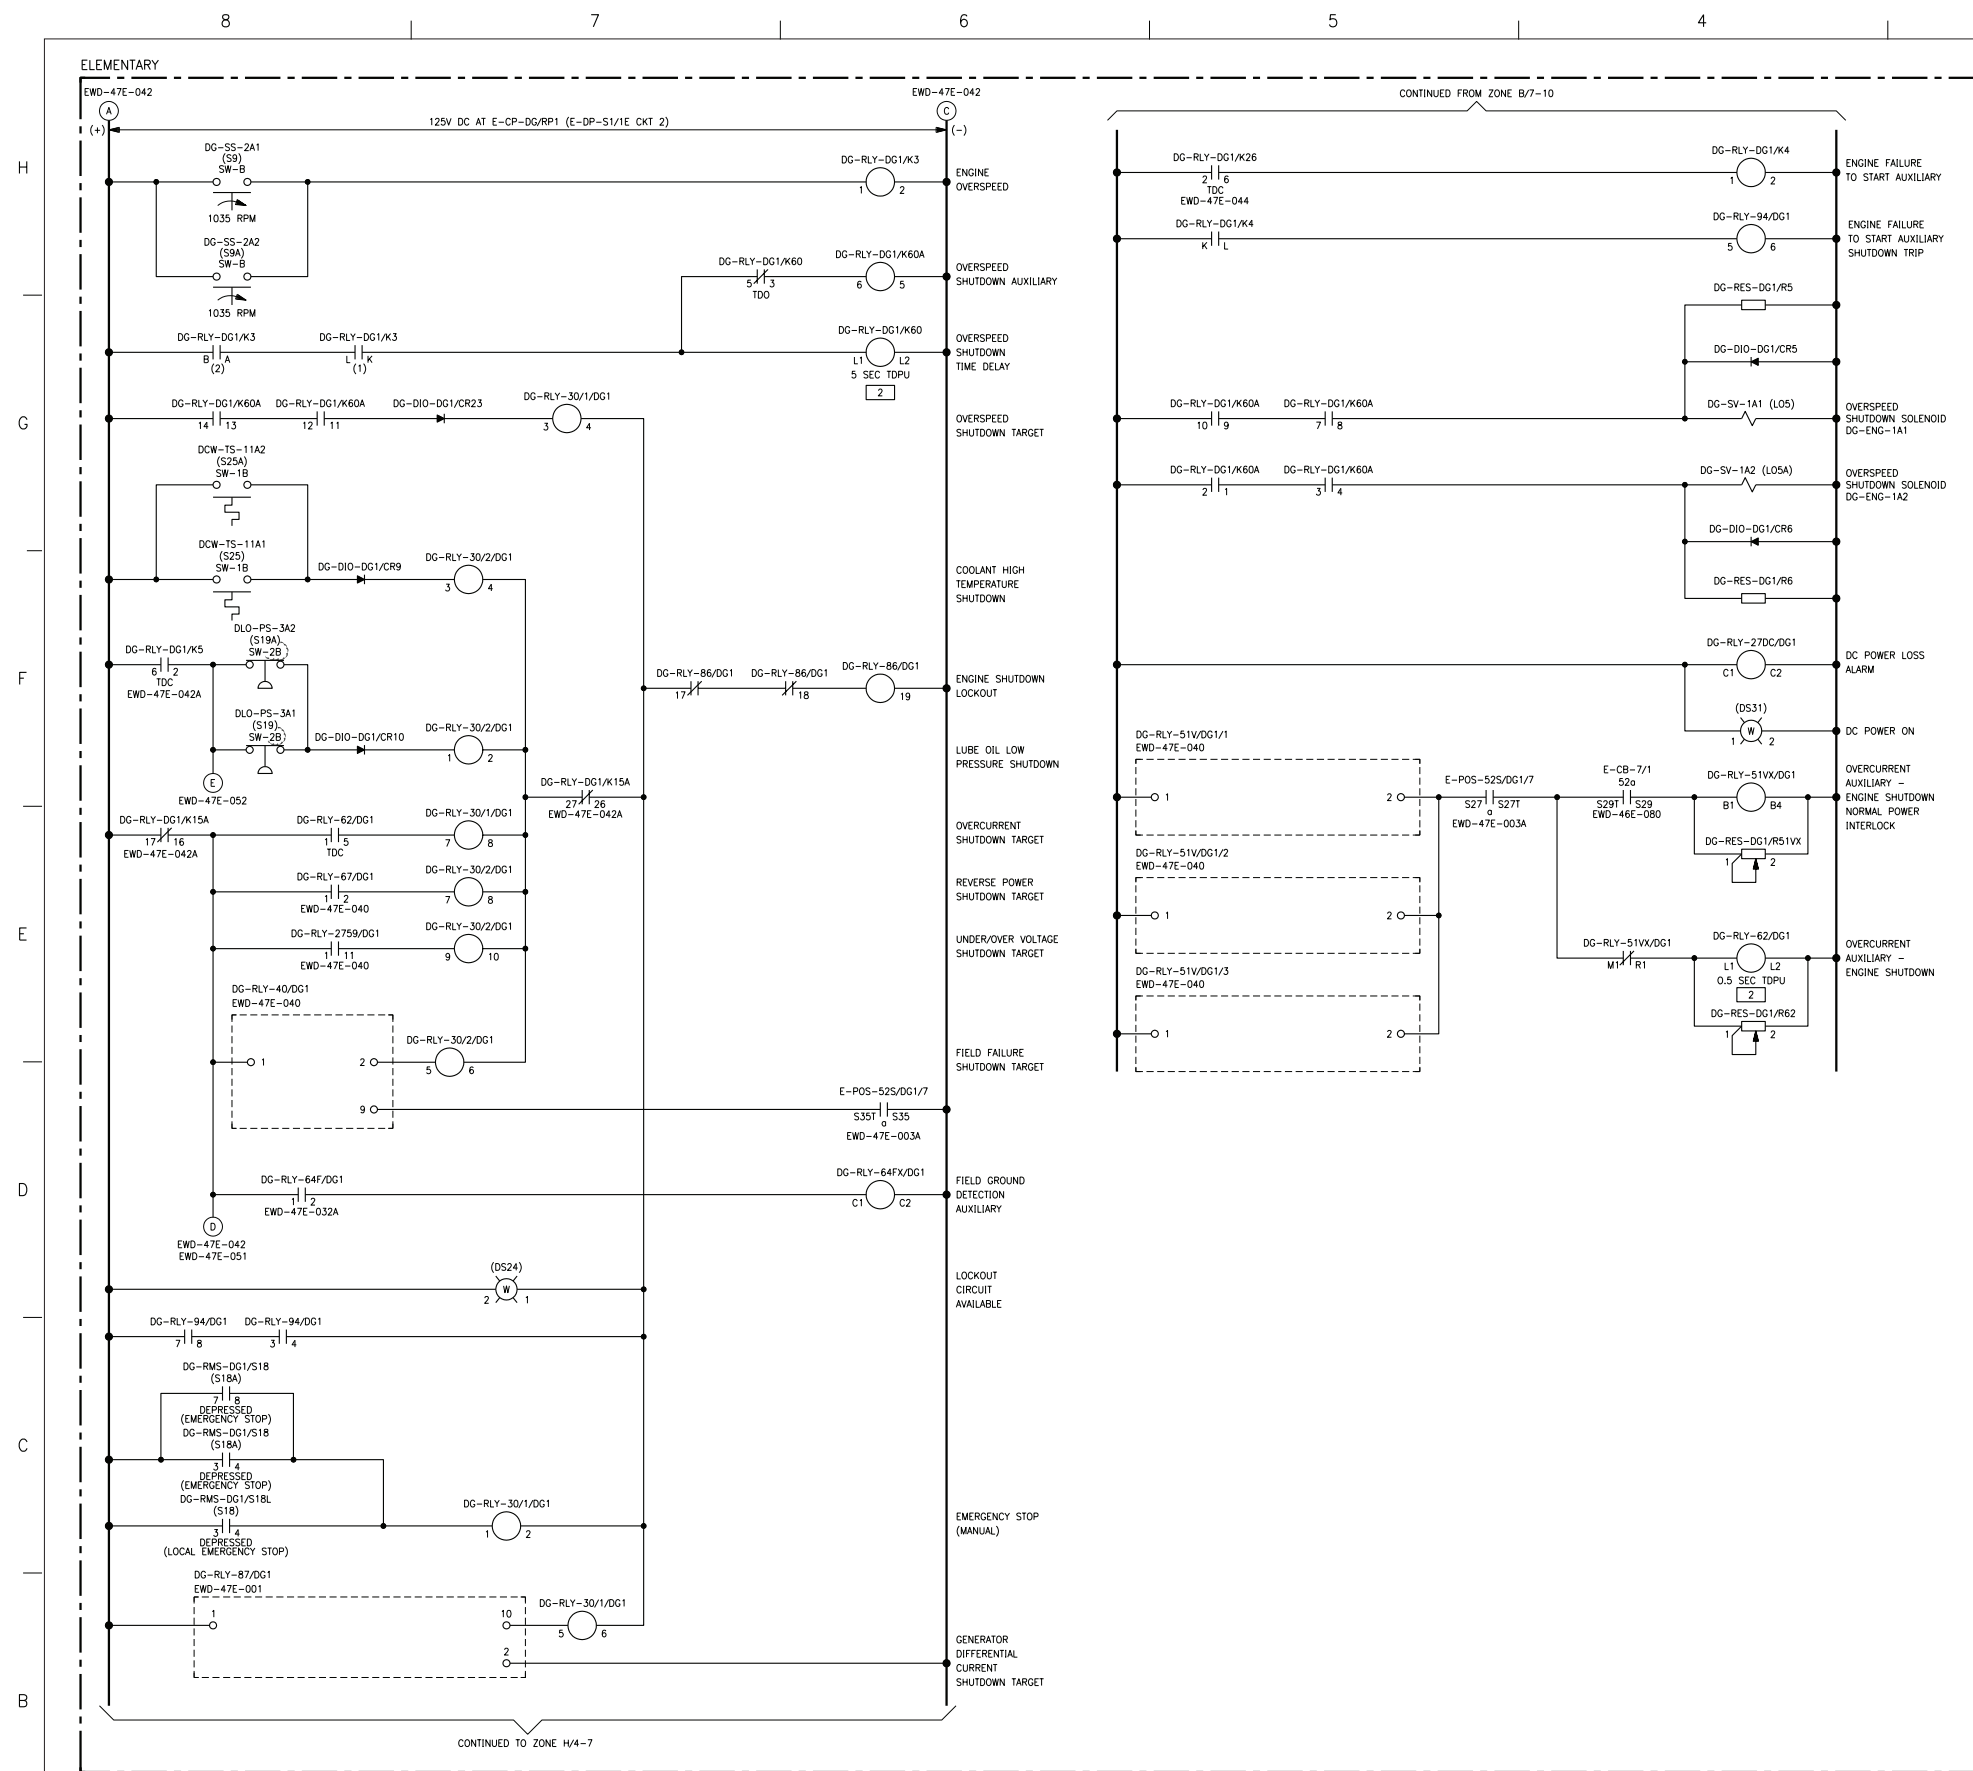 8
7
6
5
4
ELEMENTARY
EWD-47E-042
A
(+)
125V DC AT E-CP-DG/RP1 (E-DP-S1/1E CKT 2)
EWD-47E-042
C
(-)
H
DG-SS-2A1
(S9)
SW-B
1035 RPM
DG-RLY-DG1/K3
1 2
ENGINE
OVERSPEED
DG-SS-2A2
(S9A)
SW-B
1035 RPM
DG-RLY-DG1/K60
5 3
TDO
DG-RLY-DG1/K60A
6 5
OVERSPEED
SHUTDOWN AUXILIARY
DG-RLY-DG1/K3
B A
(2)
DG-RLY-DG1/K3
L K
(1)
DG-RLY-DG1/K60
L1 L2
5 SEC TDPU
2
OVERSPEED
SHUTDOWN
TIME DELAY
G
DG-RLY-DG1/K60A
14 13
DG-RLY-DG1/K60A
12 11
DG-DIO-DG1/CR23
DG-RLY-30/1/DG1
3 4
OVERSPEED
SHUTDOWN TARGET
DCW-TS-11A2
(S25A)
SW-1B
DCW-TS-11A1
(S25)
SW-1B
DG-DIO-DG1/CR9
DG-RLY-30/2/DG1
3 4
COOLANT HIGH
TEMPERATURE
SHUTDOWN
F
DG-RLY-DG1/K5
6 2
TDC
EWD-47E-042A
DLO-PS-3A2
(S19A)
SW-2B
DG-RLY-86/DG1
17
DG-RLY-86/DG1
18
DG-RLY-86/DG1
19
ENGINE SHUTDOWN
LOCKOUT
DLO-PS-3A1
(S19)
SW-2B
DG-DIO-DG1/CR10
DG-RLY-30/2/DG1
1 2
LUBE OIL LOW
PRESSURE SHUTDOWN
E
EWD-47E-052
DG-RLY-DG1/K15A
27 26
EWD-47E-042A
DG-RLY-DG1/K15A
17 16
EWD-47E-042A
DG-RLY-62/DG1
1 5
TDC
DG-RLY-30/1/DG1
7 8
OVERCURRENT
SHUTDOWN TARGET
DG-RLY-67/DG1
1 2
EWD-47E-040
DG-RLY-30/2/DG1
7 8
REVERSE POWER
SHUTDOWN TARGET
E
DG-RLY-2759/DG1
1 11
EWD-47E-040
DG-RLY-30/2/DG1
9 10
UNDER/OVER VOLTAGE
SHUTDOWN TARGET
DG-RLY-40/DG1
EWD-47E-040
1
2
9
DG-RLY-30/2/DG1
5 6
FIELD FAILURE
SHUTDOWN TARGET
E-POS-52S/DG1/7
S35T S35
a
EWD-47E-003A
D
DG-RLY-64F/DG1
1 2
EWD-47E-032A
DG-RLY-64FX/DG1
C1 C2
FIELD GROUND
DETECTION
AUXILIARY
D
EWD-47E-042
EWD-47E-051
(DS24)
W
2 1
LOCKOUT
CIRCUIT
AVAILABLE
DG-RLY-94/DG1
7 8
DG-RLY-94/DG1
3 4
C
DG-RMS-DG1/S18
(S18A)
7 8
DEPRESSED
(EMERGENCY STOP)
DG-RMS-DG1/S18
(S18A)
3 4
DEPRESSED
(EMERGENCY STOP)
DG-RMS-DG1/S18L
(S18)
3 4
DEPRESSED
(LOCAL EMERGENCY STOP)
DG-RLY-30/1/DG1
1 2
EMERGENCY STOP
(MANUAL)
DG-RLY-87/DG1
EWD-47E-001
1
10
2
DG-RLY-30/1/DG1
5 6
GENERATOR
DIFFERENTIAL
CURRENT
SHUTDOWN TARGET
B
CONTINUED TO ZONE H/4-7
CONTINUED FROM ZONE B/7-10
DG-RLY-DG1/K26
2 6
TDC
EWD-47E-044
DG-RLY-DG1/K4
1 2
ENGINE FAILURE
TO START AUXILIARY
DG-RLY-DG1/K4
K L
DG-RLY-94/DG1
5 6
ENGINE FAILURE
TO START AUXILIARY
SHUTDOWN TRIP
DG-RES-DG1/R5
DG-DIO-DG1/CR5
DG-RLY-DG1/K60A
10 9
DG-RLY-DG1/K60A
7 8
DG-SV-1A1 (LO5)
OVERSPEED
SHUTDOWN SOLENOID
DG-ENG-1A1
DG-RLY-DG1/K60A
2 1
DG-RLY-DG1/K60A
3 4
DG-SV-1A2 (LO5A)
OVERSPEED
SHUTDOWN SOLENOID
DG-ENG-1A2
DG-DIO-DG1/CR6
DG-RES-DG1/R6
DG-RLY-27DC/DG1
C1 C2
DC POWER LOSS
ALARM
(DS31)
W
1 2
DC POWER ON
DG-RLY-51V/DG1/1
EWD-47E-040
1
2
E-POS-52S/DG1/7
S27 S27T
a
EWD-47E-003A
E-CB-7/1
52a
S29T S29
EWD-46E-080
DG-RLY-51VX/DG1
B1 B4
OVERCURRENT
AUXILIARY -
ENGINE SHUTDOWN
NORMAL POWER
INTERLOCK
DG-RES-DG1/R51VX
1 2
DG-RLY-51V/DG1/2
EWD-47E-040
1
2
DG-RLY-51VX/DG1
M1 R1
DG-RLY-62/DG1
L1 L2
0.5 SEC TDPU
2
OVERCURRENT
AUXILIARY -
ENGINE SHUTDOWN
DG-RLY-51V/DG1/3
EWD-47E-040
1
2
DG-RES-DG1/R62
1 2